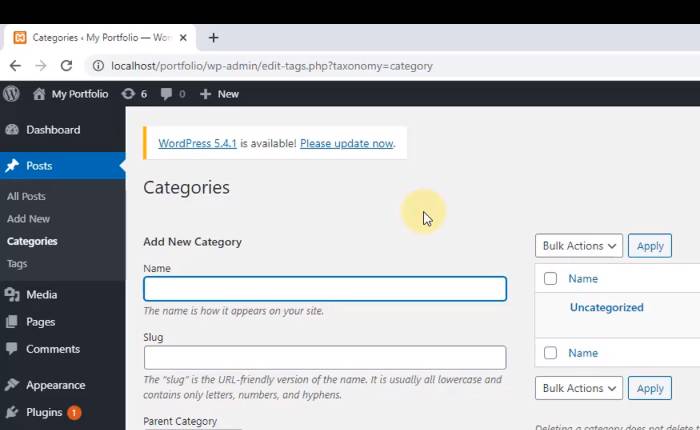 Categories ‹ My Portfolio — Wor
localhost/portfolio/wp-admin/edit-tags.php?taxonomy=category
My Portfolio 6 0 New
Dashboard
Posts
All Posts
Add New
Categories
Tags
Media
Pages
Comments
Appearance
Plugins 1
WordPress 5.4.1 is available! Please update now.
Categories
Add New Category
Name
The name is how it appears on your site.
Slug
The “slug” is the URL-friendly version of the name. It is usually all lowercase and
contains only letters, numbers, and hyphens.
Parent Category
Bulk Actions Apply
Name
Uncategorized
Name
Bulk Actions Apply
Deleting a category does not delete t